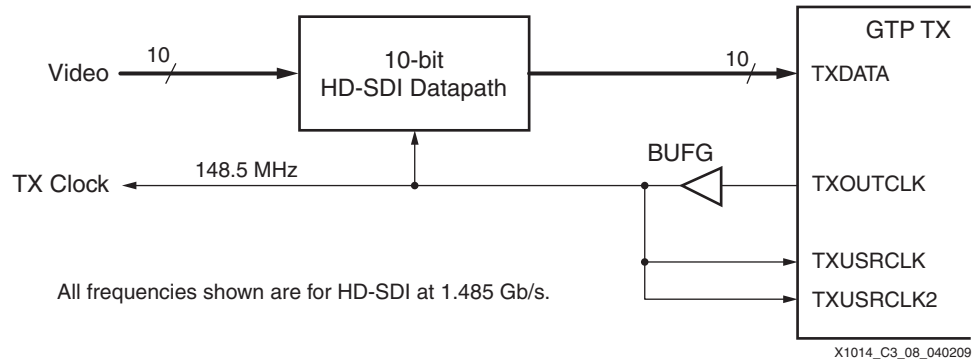 GTP TX
10
Video
10-bit
HD-SDI Datapath
10
TXDATA
BUFG
148.5 MHz
TX Clock
TXOUTCLK
TXUSRCLK
All frequencies shown are for HD-SDI at 1.485 Gb/s.
TXUSRCLK2
X1014_C3_08_040209